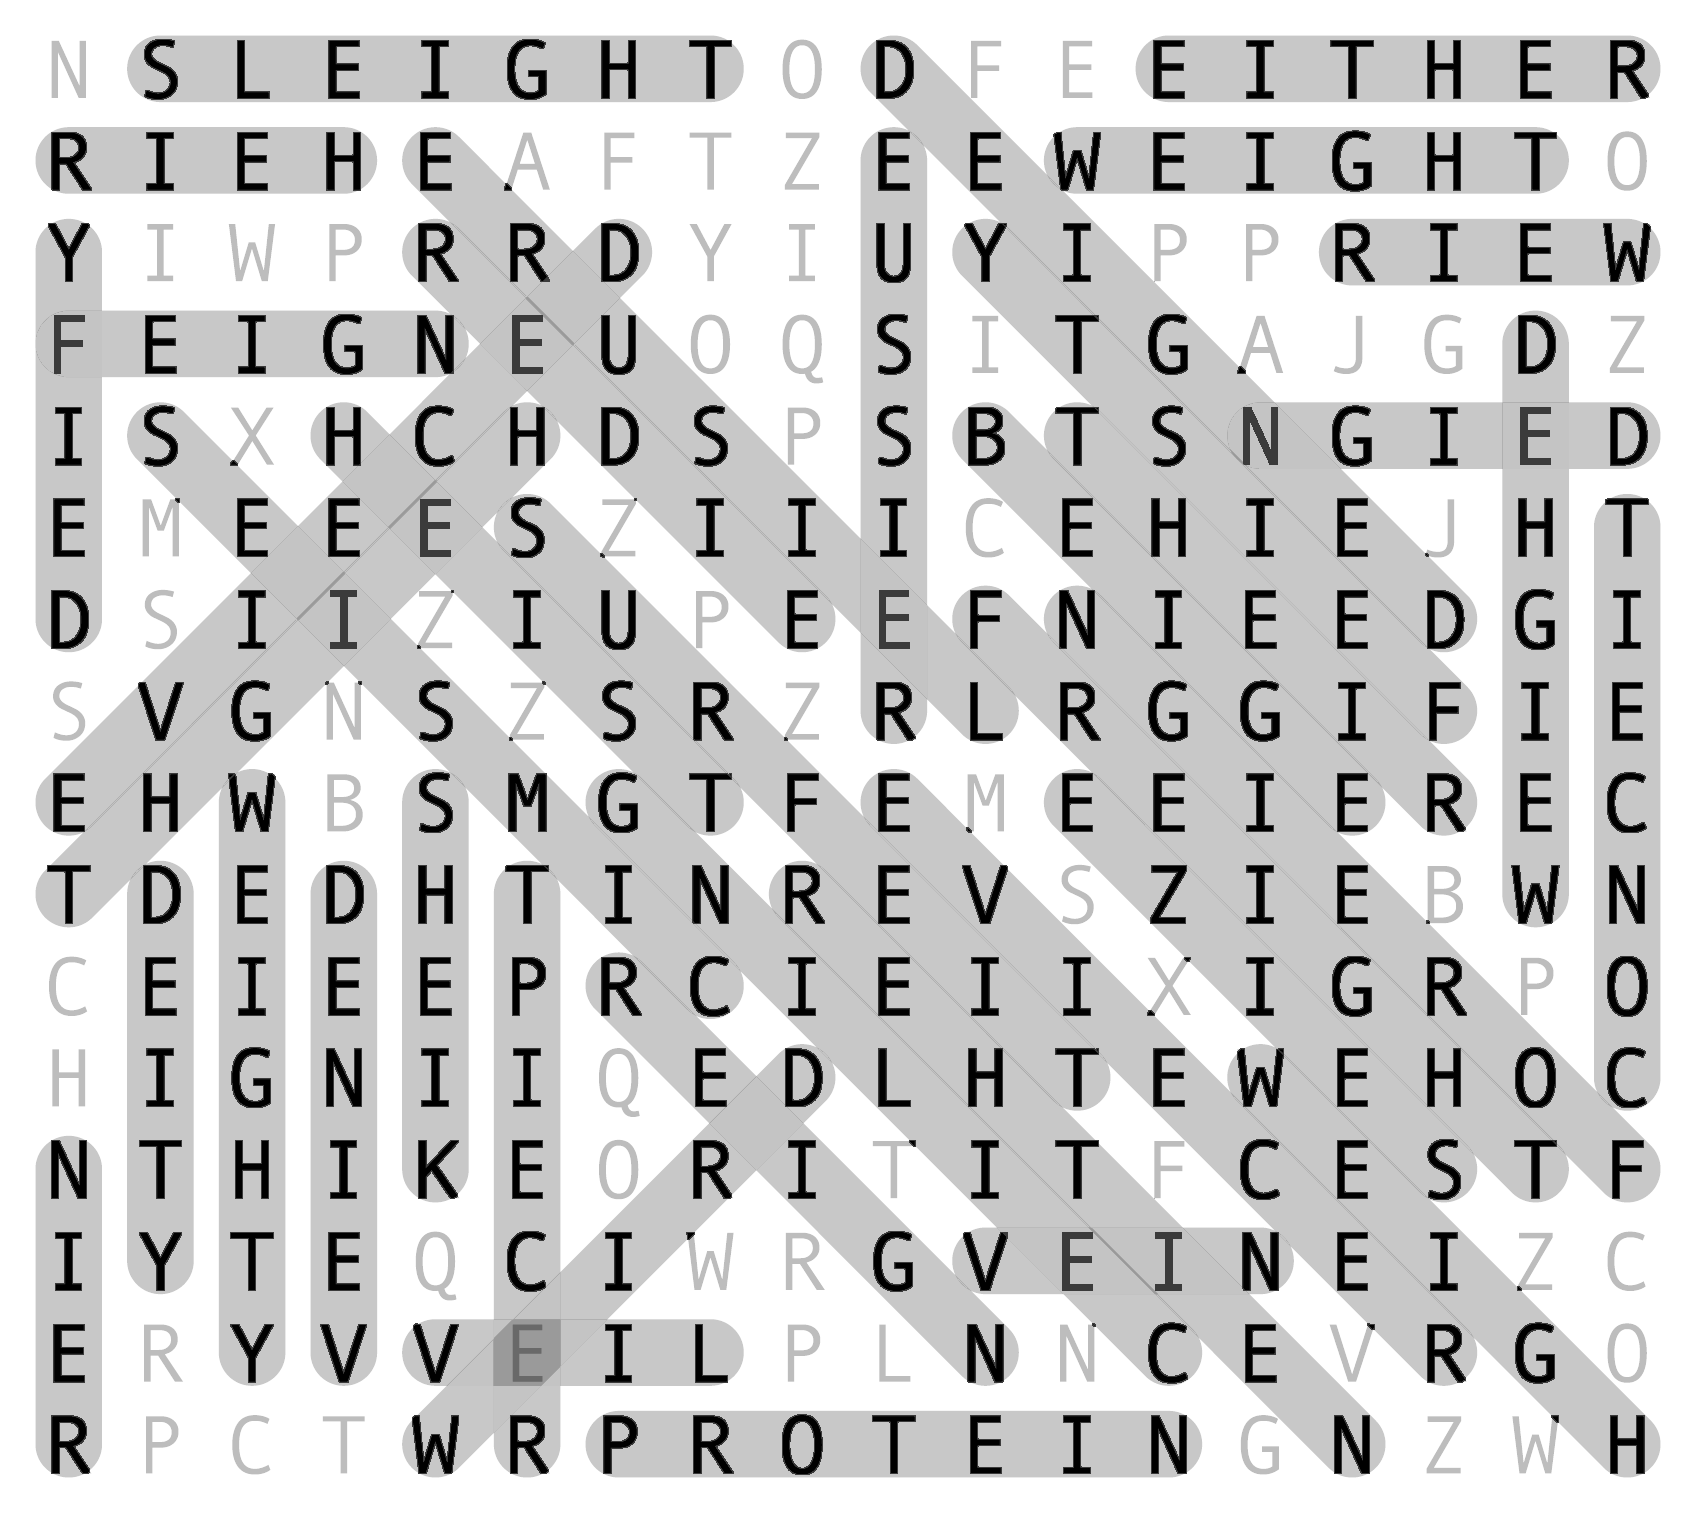 N S L E I G H T O D F E E I T H E R
R I E H E A F T Z E E W E I G H T O
Y I W P R R D Y I U Y I P P R I E W
F E I G N E U O Q S I T G A J G D Z
I S X H C H D S P S B T S N G I E D
E M E E E S Z I I I C E H I E J H T
D S I I Z I U P E E F N I E E D G I
S V G N S Z S R Z R L R G G I F I E
E H W B S M G T F E M E E I E R E C
T D E D H T I N R E V S Z I E B W N
C E I E E P R C I E I I X I G R P O
H I G N I I Q E D L H T E W E H O C
N T H I K E O R I T I T F C E S T F
I Y T E Q C I W R G V E I N E I Z C
E R Y V V E I L P L N N C E V R G O
R P C T W R P R O T E I N G N Z W H